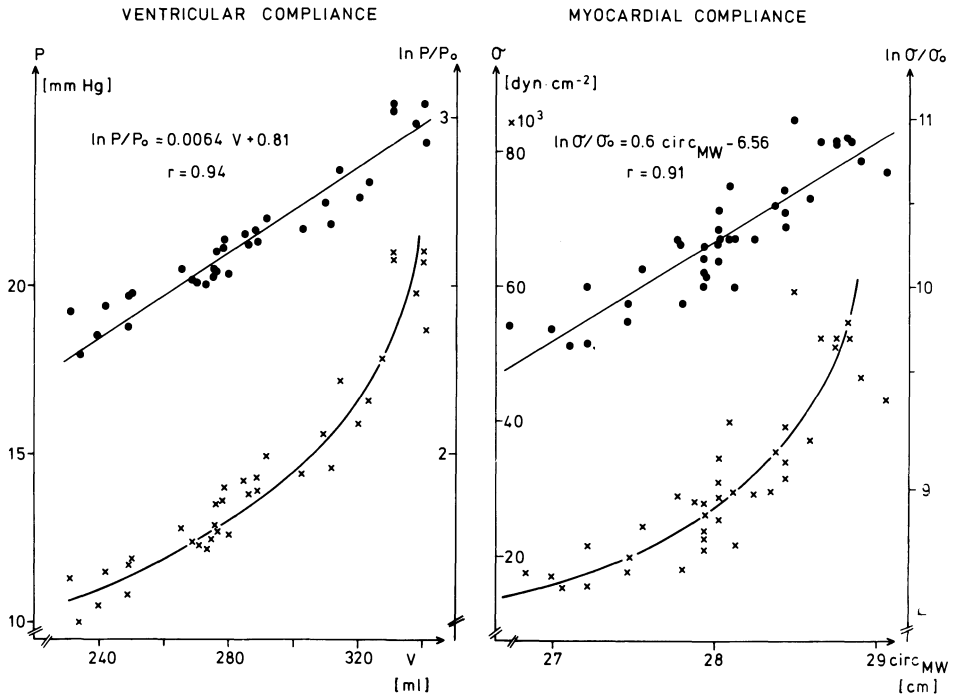 VENTRICULAR COMPLIANCE
P
[mm Hg]
ln P/P₀
ln P/P₀ = 0.0064 V + 0.81
r = 0.94
20
15
10
3
2
240
280
320
V
[ml]
MYOCARDIAL COMPLIANCE
σ
[dyn·cm⁻²]
×10³
ln σ/σ₀
ln σ/σ₀ = 0.6 circ_MW − 6.56
r = 0.91
80
60
40
20
11
10
9
27
28
29
circ_MW
[cm]